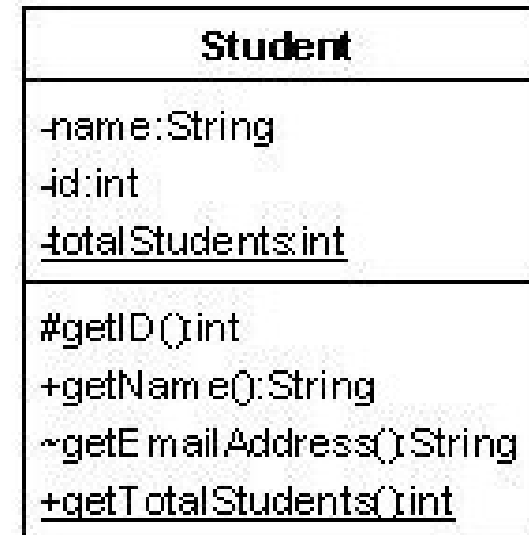 Student
-name:String
-id:int
-totalStudents:int
#getID():int
+getName():String
~getEmailAddress():String
+getTotalStudents():int